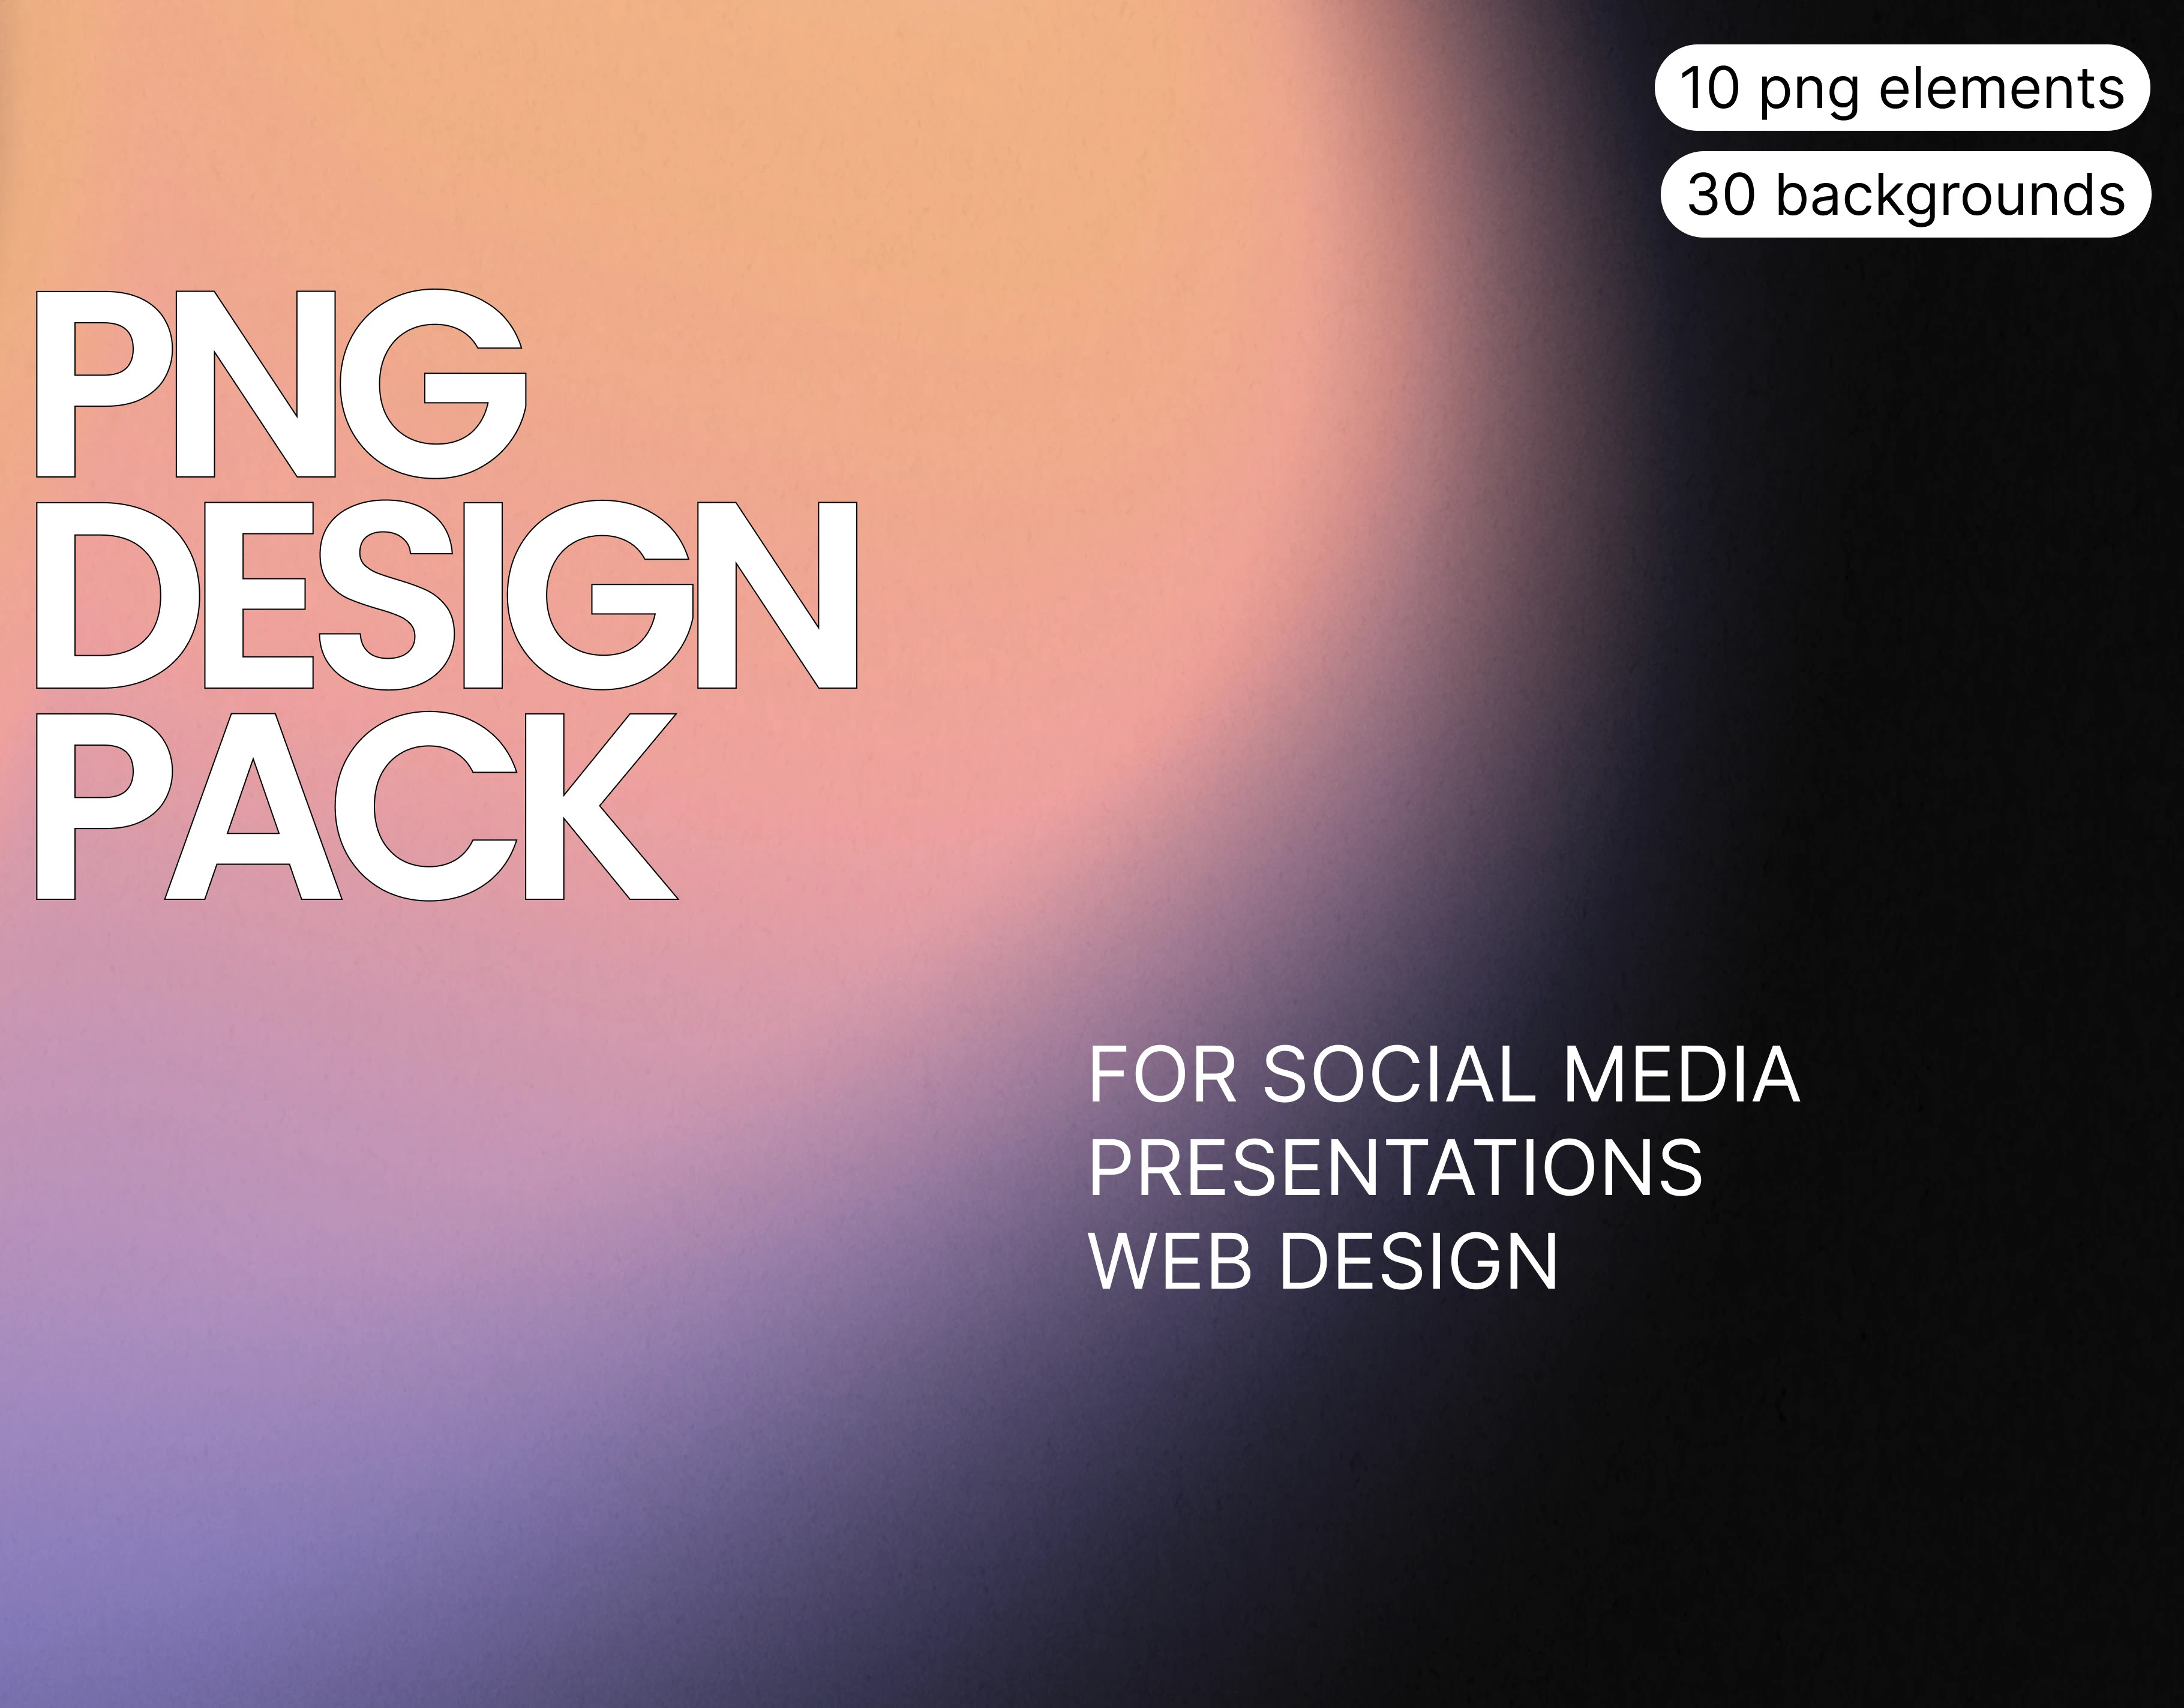 10 png elements
30 backgrounds
PNG
DESIGN
PACK
FOR SOCIAL MEDIA
PRESENTATIONS
WEB DESIGN